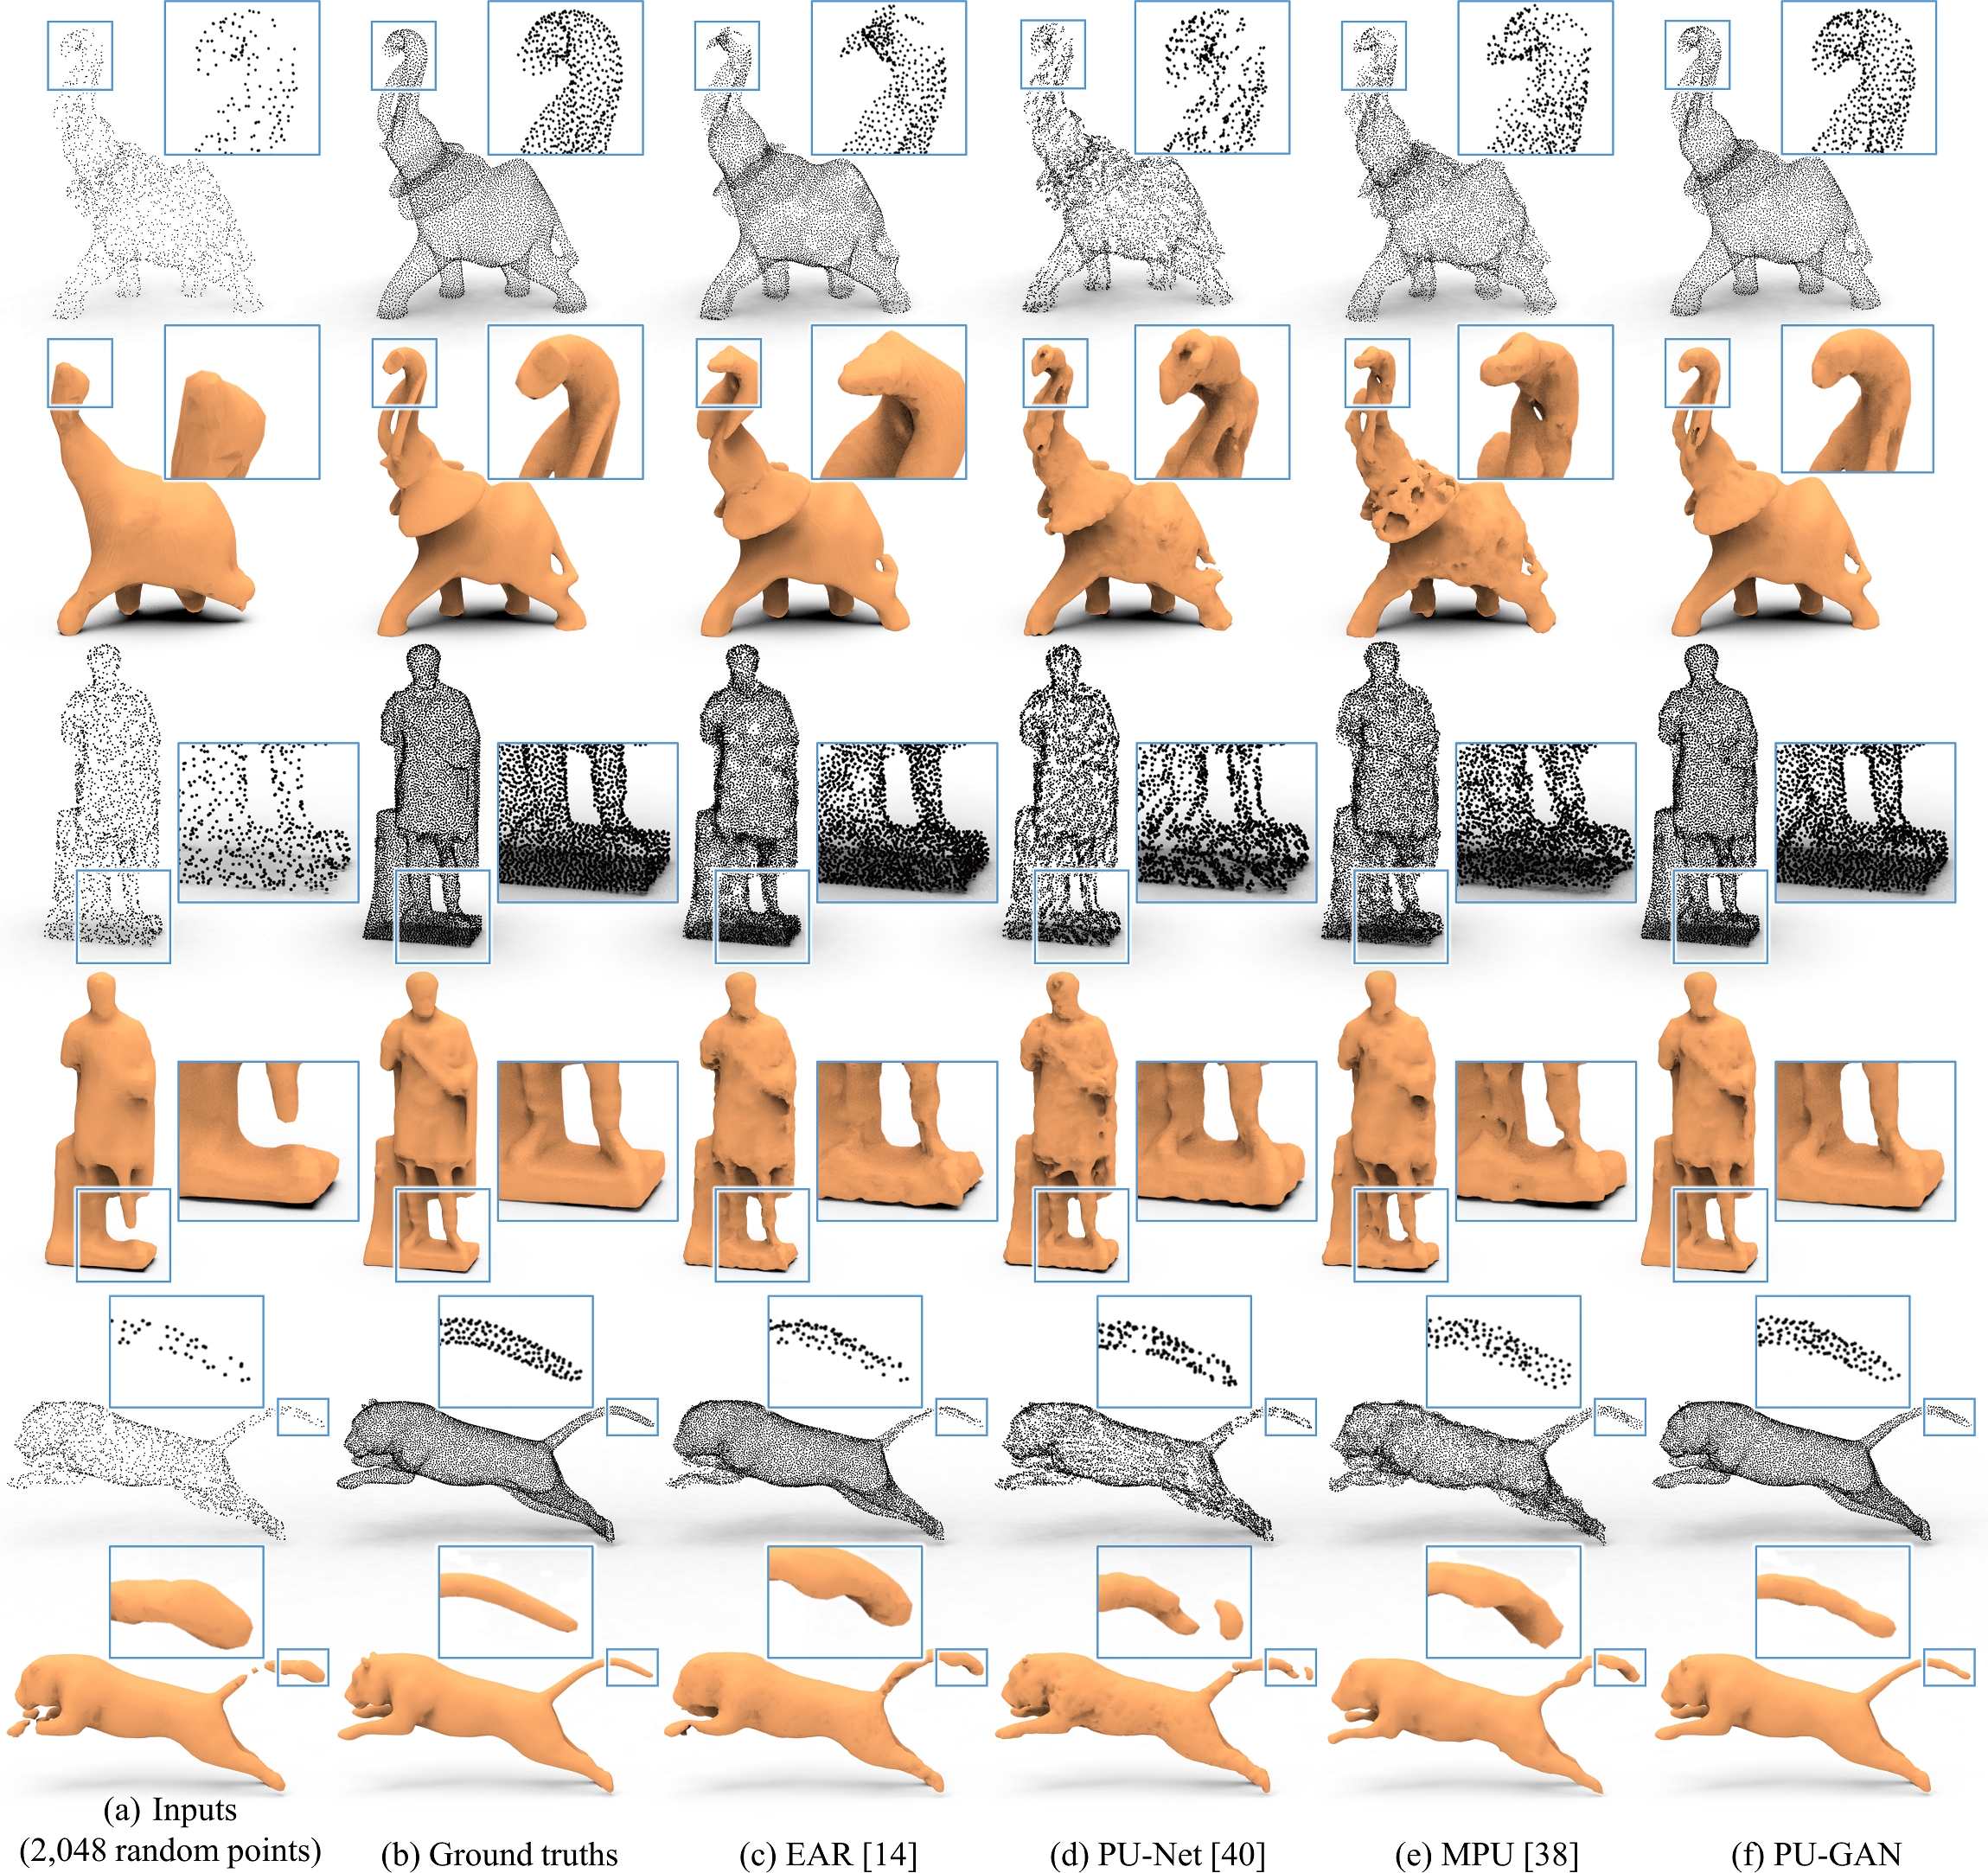 (a) Inputs
(2,048 random points)
(b) Ground truths
(c) EAR [14]
(d) PU-Net [40]
(e) MPU [38]
(f) PU-GAN